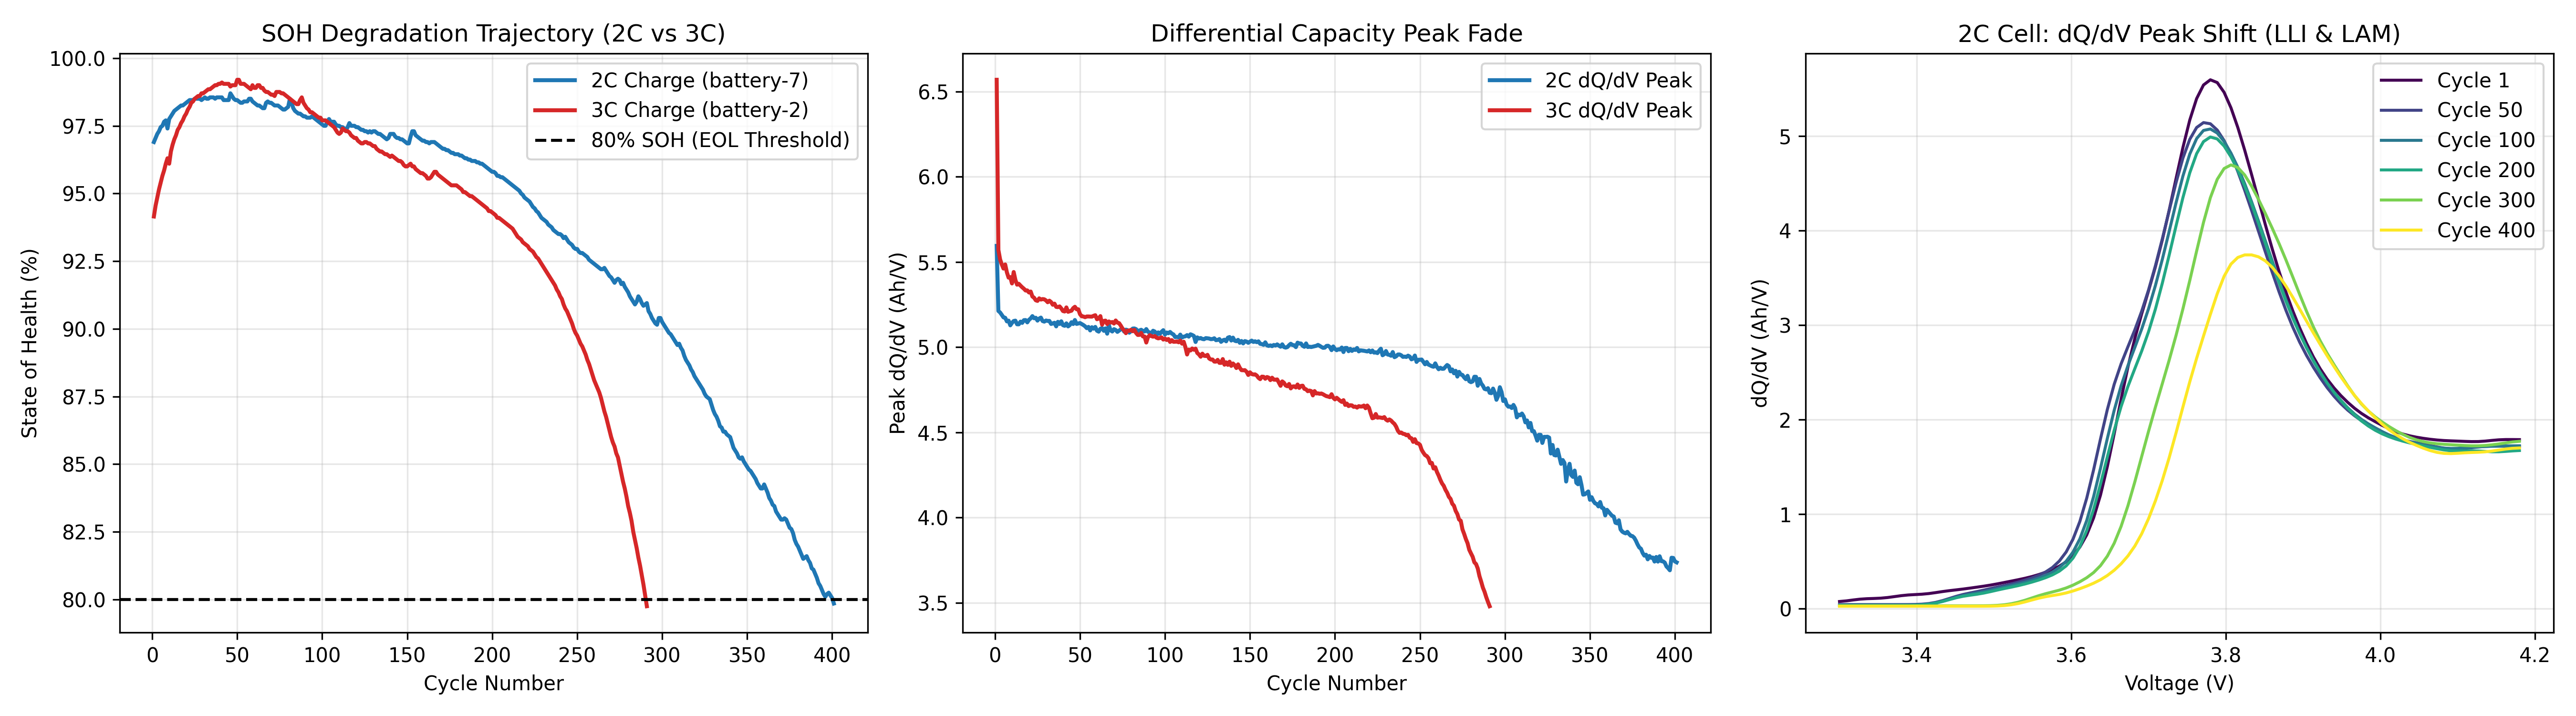 SOH Degradation Trajectory (2C vs 3C)
State of Health (%)
100.0
97.5
95.0
92.5
90.0
87.5
85.0
82.5
80.0
2C Charge (battery-7)
3C Charge (battery-2)
80% SOH (EOL Threshold)
0 50 100 150 200 250 300 350 400
Cycle Number
Differential Capacity Peak Fade
Peak dQ/dV (Ah/V)
6.5
6.0
5.5
5.0
4.5
4.0
3.5
2C dQ/dV Peak
3C dQ/dV Peak
0 50 100 150 200 250 300 350 400
Cycle Number
2C Cell: dQ/dV Peak Shift (LLI & LAM)
dQ/dV (Ah/V)
5
4
3
2
1
0
Cycle 1
Cycle 50
Cycle 100
Cycle 200
Cycle 300
Cycle 400
3.4 3.6 3.8 4.0 4.2
Voltage (V)